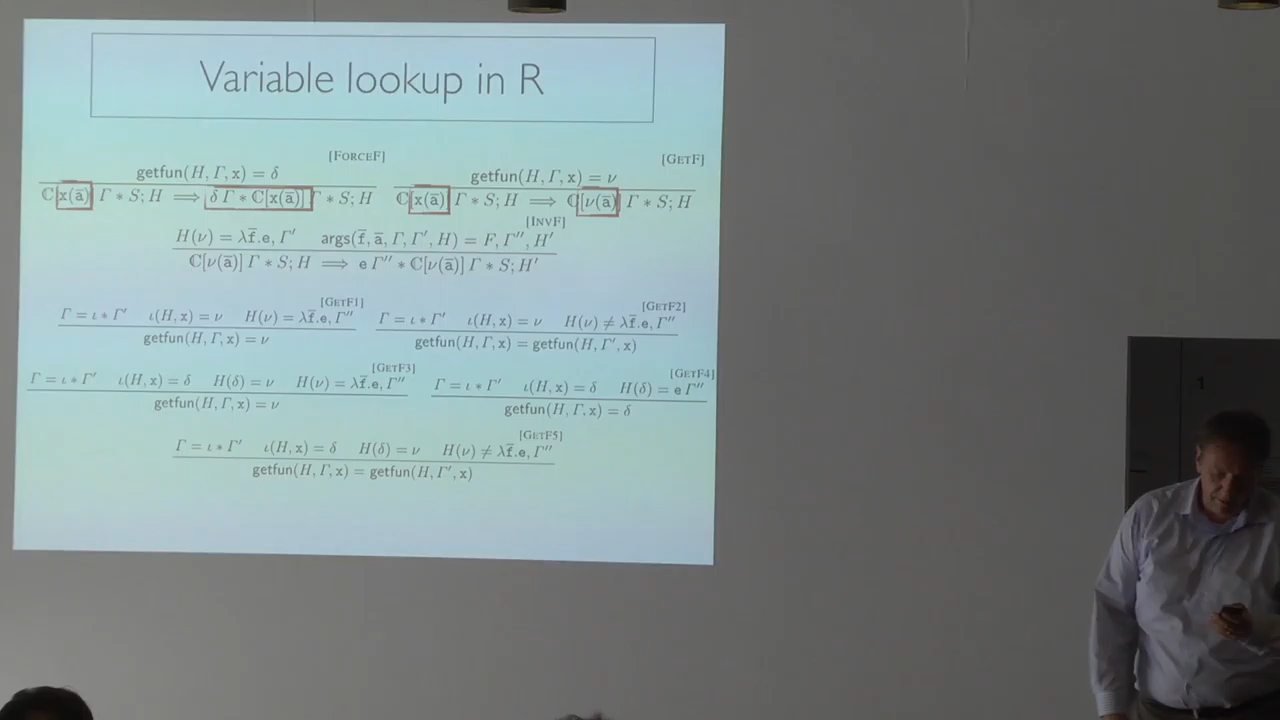 Variable lookup in R
[FORCEF]
getfun(H, Γ, x) = δ
ℂ[x(a̅)] Γ * S; H ⟹ δ Γ * ℂ[x(a̅)] Γ * S; H
[GETF]
getfun(H, Γ, x) = ν
ℂ[x(a̅)] Γ * S; H ⟹ ℂ[ν(a̅)] Γ * S; H
[INVF]
H(ν) = λf̅.e, Γ′ args(f̅, a̅, Γ, Γ′, H) = F, Γ″, H′
ℂ[ν(a̅)] Γ * S; H ⟹ e Γ″ * ℂ[ν(a̅)] Γ * S; H′
[GETF1]
Γ = ι * Γ′ ι(H, x) = ν H(ν) = λf̅.e, Γ″
getfun(H, Γ, x) = ν
[GETF2]
Γ = ι * Γ′ ι(H, x) = ν H(ν) ≠ λf̅.e, Γ″
getfun(H, Γ, x) = getfun(H, Γ′, x)
[GETF3]
Γ = ι * Γ′ ι(H, x) = δ H(δ) = ν H(ν) = λf̅.e, Γ″
getfun(H, Γ, x) = ν
[GETF4]
Γ = ι * Γ′ ι(H, x) = δ H(δ) = e Γ″
getfun(H, Γ, x) = δ
[GETF5]
Γ = ι * Γ′ ι(H, x) = δ H(δ) = ν H(ν) ≠ λf̅.e, Γ″
getfun(H, Γ, x) = getfun(H, Γ′, x)